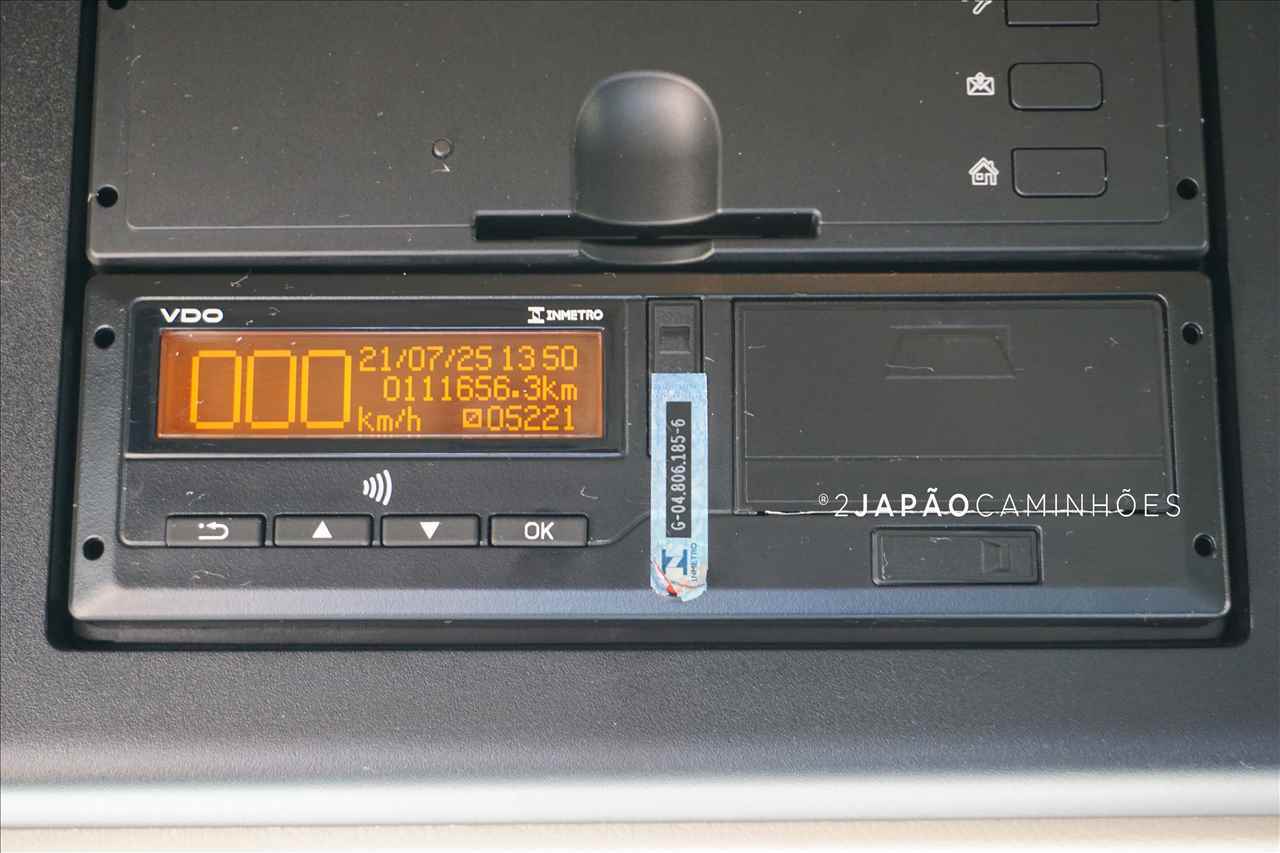 VDO
INMETRO
000
21/07/25 13 50
0111656.3km
km/h
05221
G-04.806.185-6
INMETRO
OK
®2JAPÃOCAMINHÕES